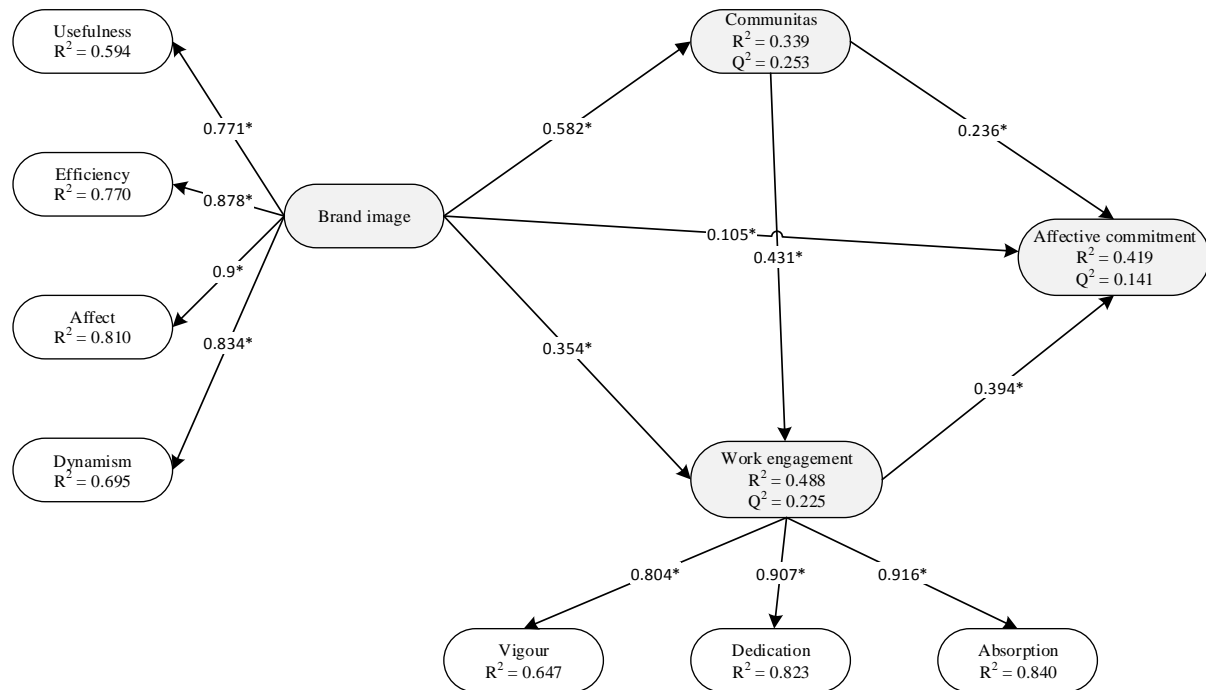 Usefulness
R² = 0.594
Communitas
R² = 0.339
Q² = 0.253
0.771*
0.582*
0.236*
Efficiency
R² = 0.770
0.878*
Brand image
0.105*
0.431*
Affective commitment
R² = 0.419
Q² = 0.141
0.9*
Affect
R² = 0.810
0.834*
0.354*
0.394*
Dynamism
R² = 0.695
Work engagement
R² = 0.488
Q² = 0.225
0.804*
0.907*
0.916*
Vigour
R² = 0.647
Dedication
R² = 0.823
Absorption
R² = 0.840